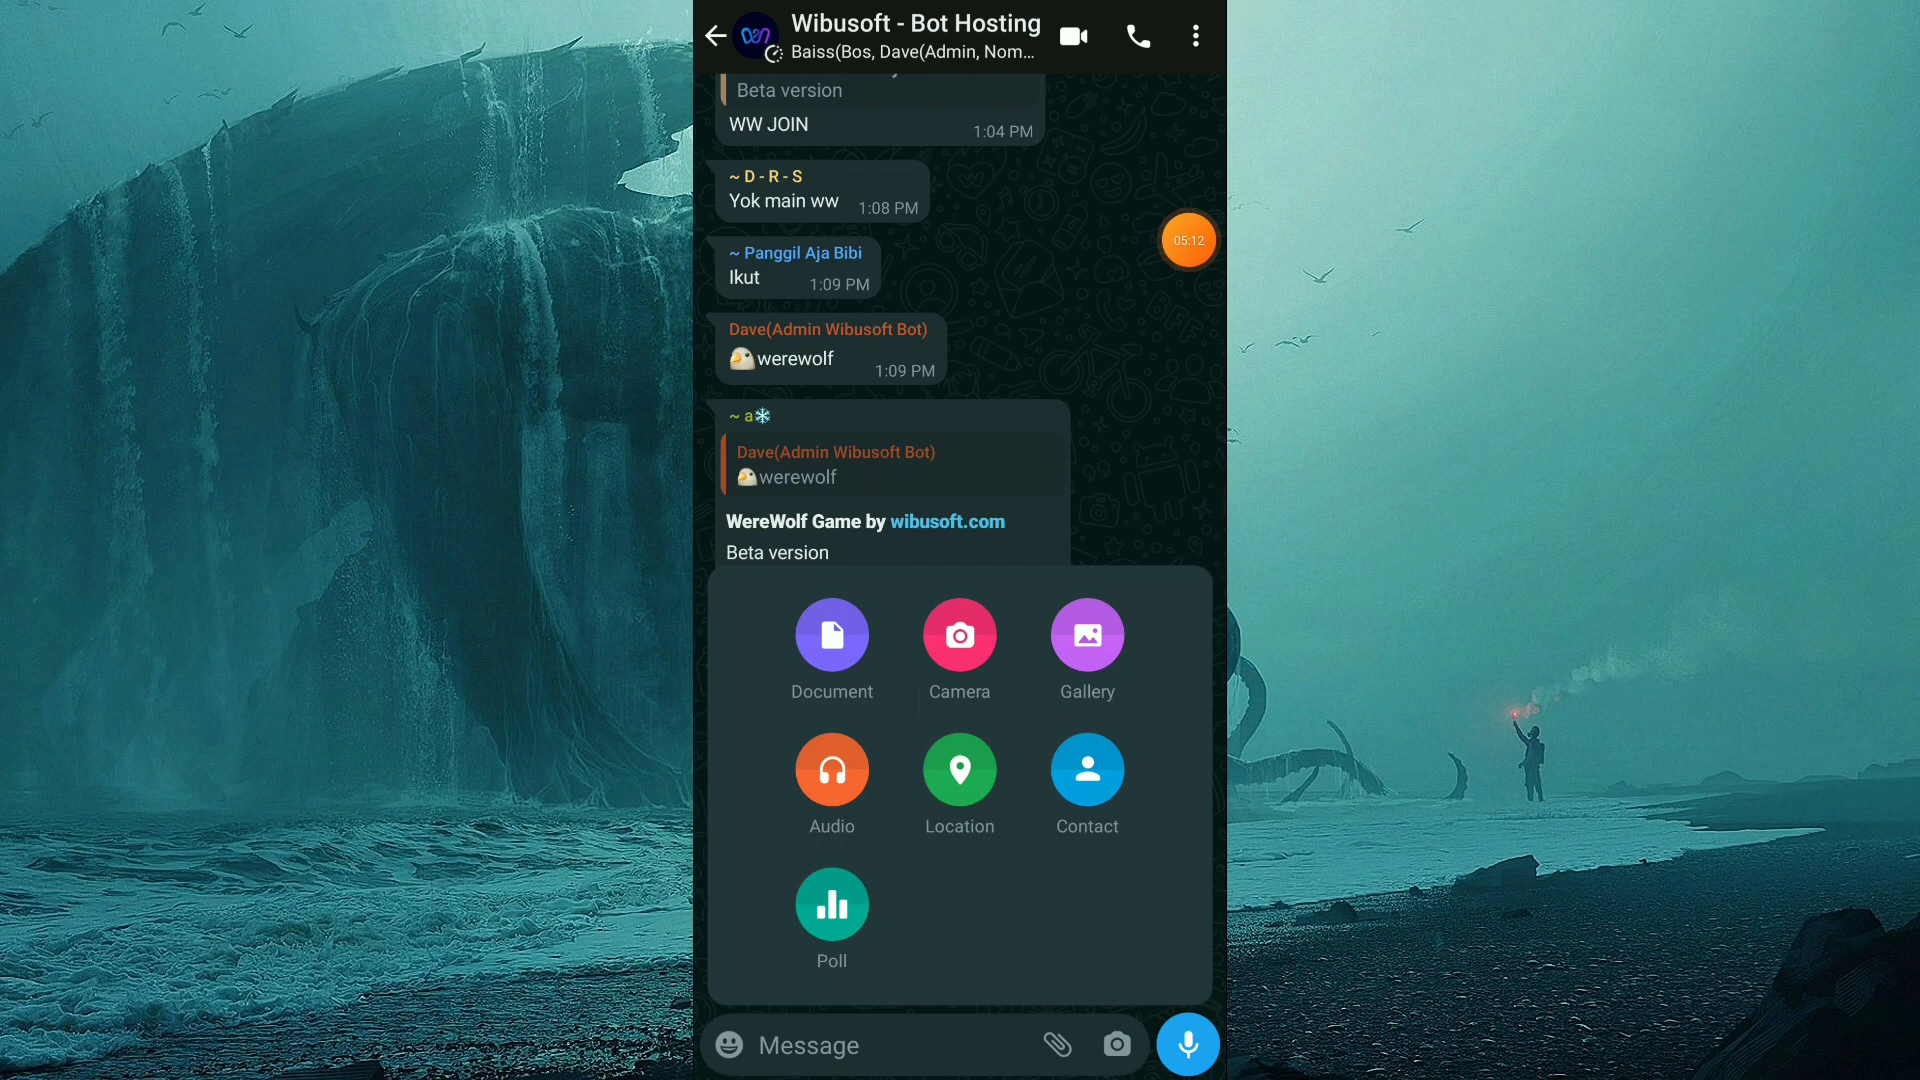 Wibusoft - Bot Hosting
Baiss(Bos, Dave(Admin, Nom...
Beta version
WW JOIN
1:04 PM
~ D - R - S
Yok main ww
1:08 PM
~ Panggil Aja Bibi
Ikut
1:09 PM
05:12
Dave(Admin Wibusoft Bot)
werewolf
1:09 PM
~ a❄
Dave(Admin Wibusoft Bot)
werewolf
WereWolf Game by wibusoft.com
Beta version
Document
Camera
Gallery
Audio
Location
Contact
Poll
Message